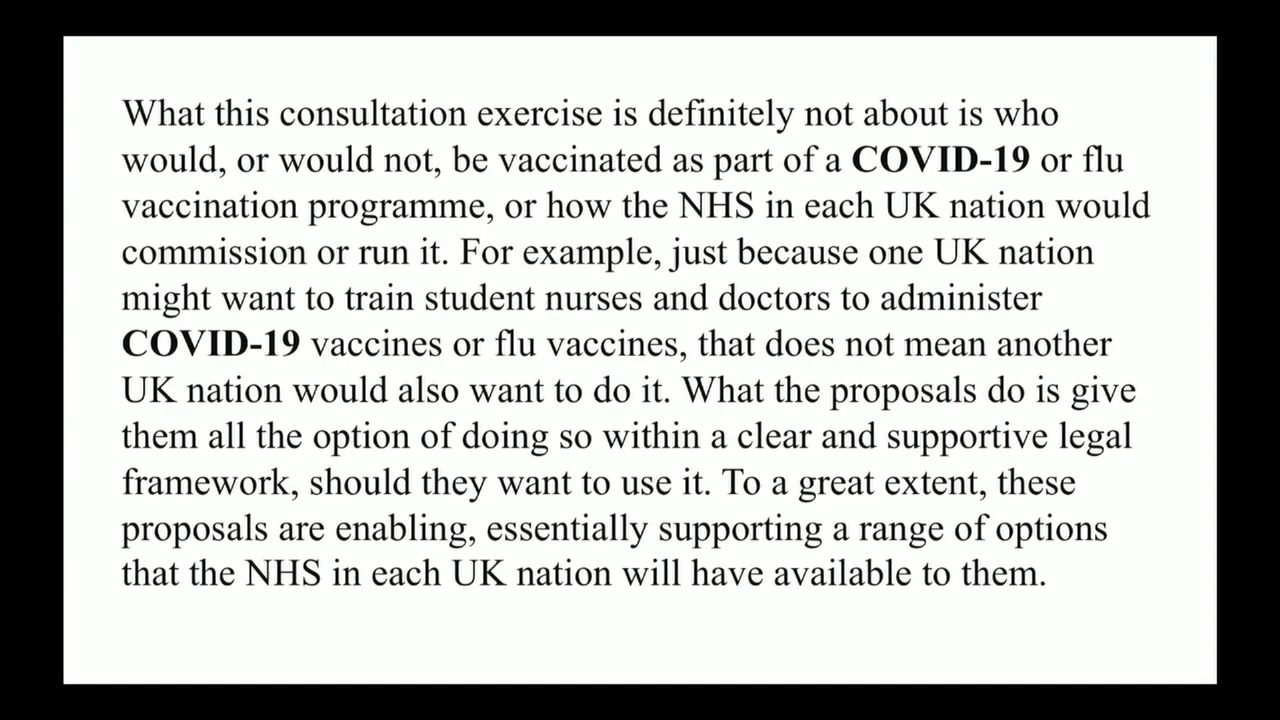 What this consultation exercise is definitely not about is who
would, or would not, be vaccinated as part of a COVID-19 or flu
vaccination programme, or how the NHS in each UK nation would
commission or run it. For example, just because one UK nation
might want to train student nurses and doctors to administer
COVID-19 vaccines or flu vaccines, that does not mean another
UK nation would also want to do it. What the proposals do is give
them all the option of doing so within a clear and supportive legal
framework, should they want to use it. To a great extent, these
proposals are enabling, essentially supporting a range of options
that the NHS in each UK nation will have available to them.